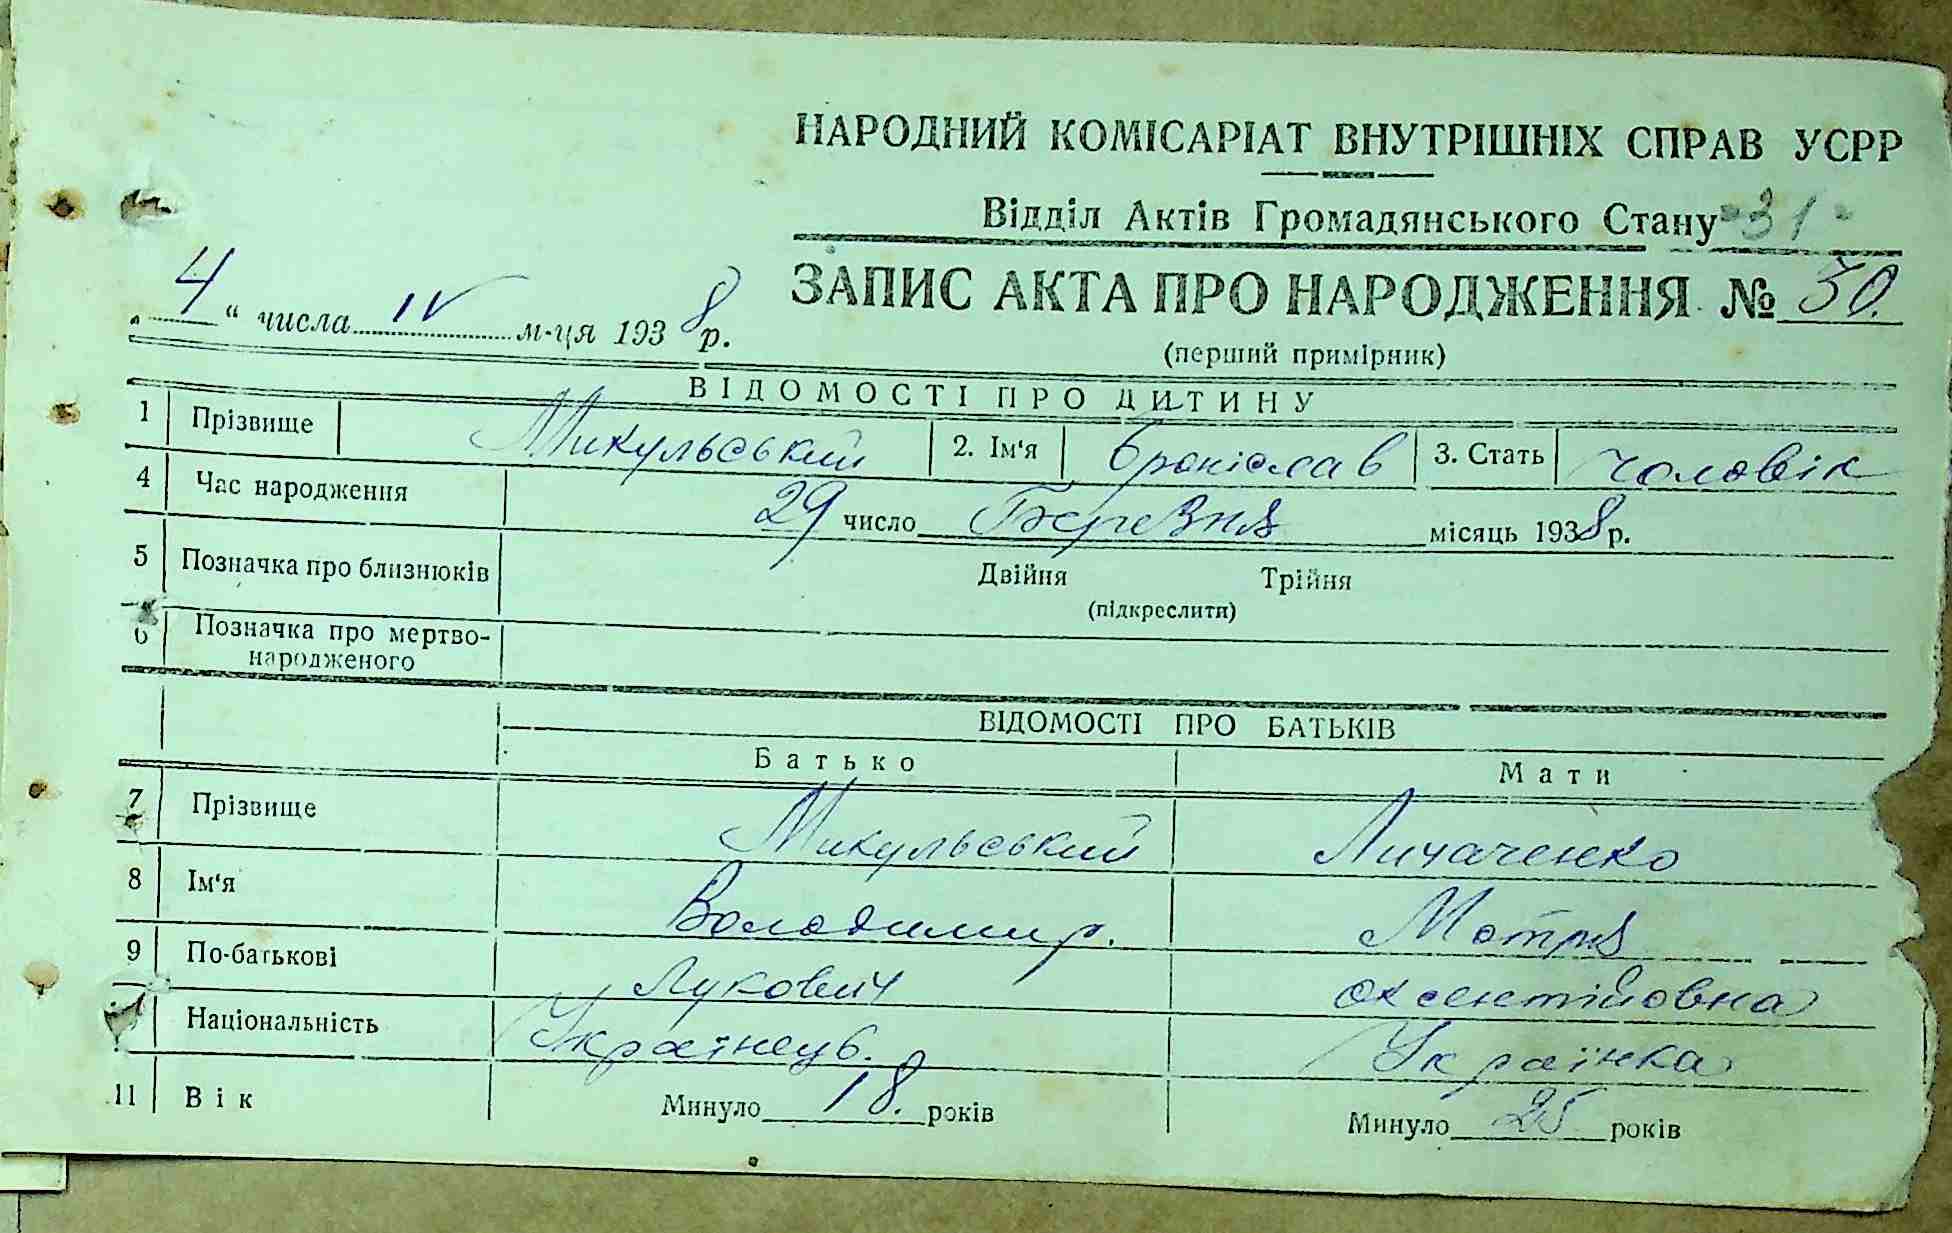 НАРОДНИЙ КОМІСАРІАТ ВНУТРІШНІХ СПРАВ УСРР
Відділ Актів Громадянського Стану "31"
ЗАПИС АКТА ПРО НАРОДЖЕННЯ № 30.
„4“ числа IV м-ця 1938 р.
(перший примірник)
ВІДОМОСТІ ПРО ДИТИНУ
1 Прізвище Микульський 2. Ім'я Броніслав 3. Стать чоловік
4 Час народження 29 число Березня місяць 1938 р.
5 Позначка про близнюків Двійня Трійня
(підкреслити)
6 Позначка про мертво-
народженого
ВІДОМОСТІ ПРО БАТЬКІВ
Батько Мати
7 Прізвище Микульський Личаченко
8 Ім'я Володимир. Мотря
9 По-батькові Лукович Оксентійовна
Національність Українець. Українка
11 Вік Минуло 18. років Минуло 25 років